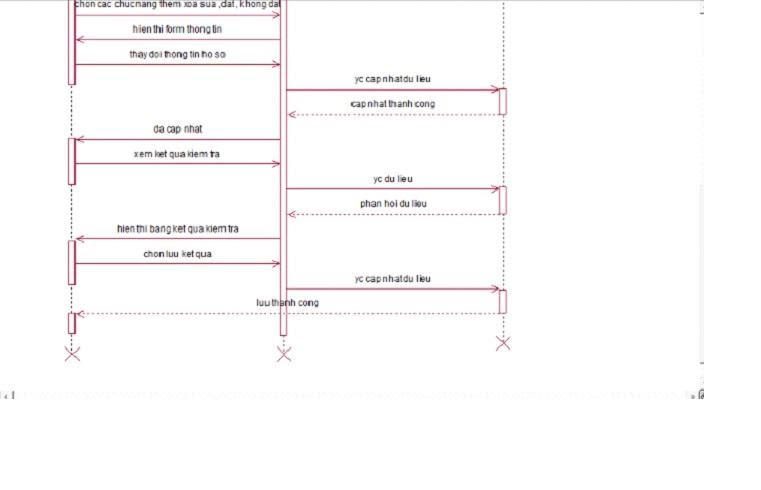 chon cac chuc nang them xoa sua ,dat, khong dat
hien thi form thong tin
thay doi thong tin ho so
yc cap nhat du lieu
cap nhat thanh cong
da cap nhat
xem ket qua kiem tra
yc du lieu
phan hoi du lieu
hien thi bang ket qua kiem tra
chon luu ket qua
yc cap nhat du lieu
luu thanh cong